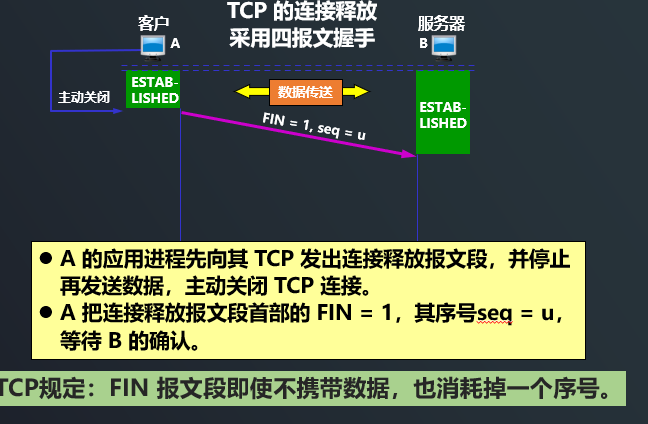 TCP 的连接释放
采用四报文握手
客户
A
服务器
B
ESTAB-
LISHED
主动关闭
数据传送
ESTAB-
LISHED
FIN = 1, seq = u
● A 的应用进程先向其 TCP 发出连接释放报文段，并停止
再发送数据，主动关闭 TCP 连接。
● A 把连接释放报文段首部的 FIN = 1，其序号seq = u，
等待 B 的确认。
TCP规定：FIN 报文段即使不携带数据，也消耗掉一个序号。